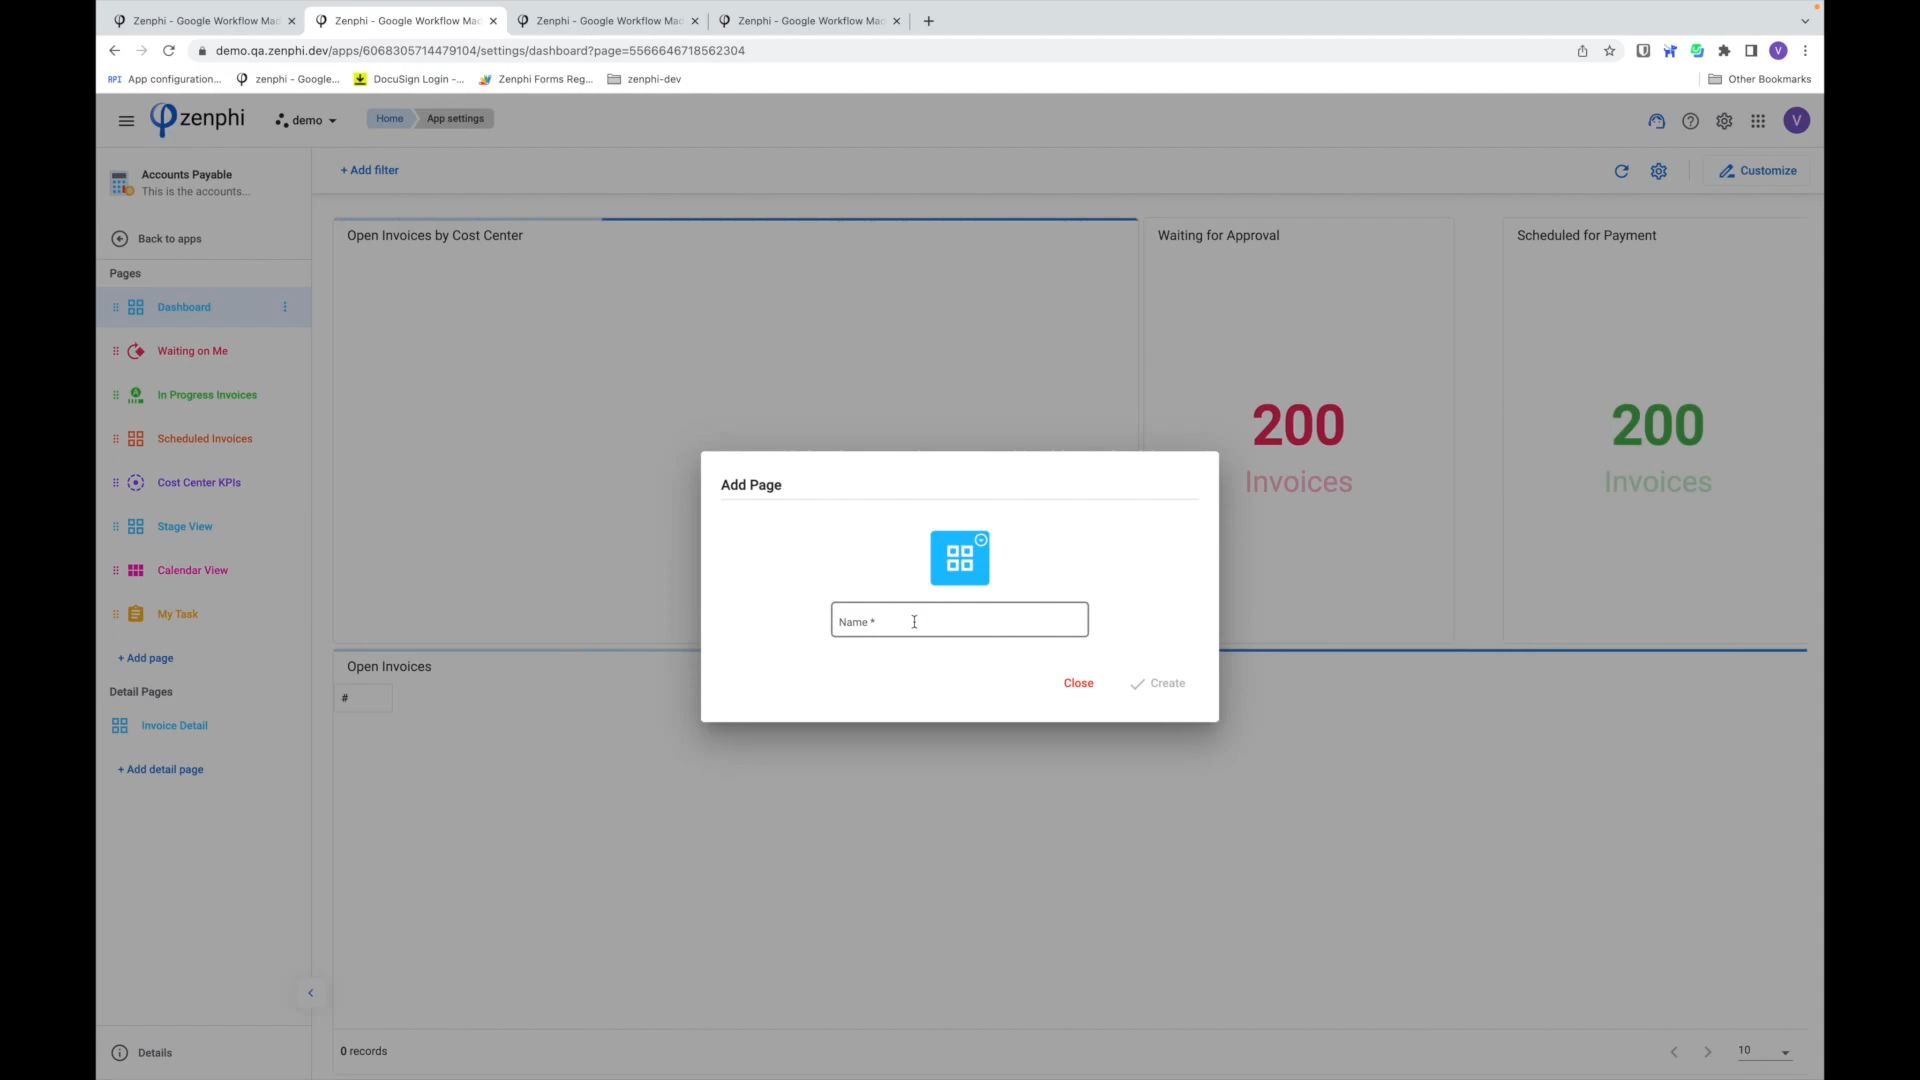 Zenphi - Google Workflow Mad
Zenphi - Google Workflow Mad
Zenphi - Google Workflow Mad
Zenphi - Google Workflow Mad
demo.qa.zenphi.dev/apps/6068305714479104/settings/dashboard?page=5566646718562304
V
API App configuration...
zenphi - Google...
DocuSign Login -...
Zenphi Forms Reg...
zenphi-dev
Other Bookmarks
zenphi
demo
Home
App settings
V
Accounts Payable
This is the accounts...
+ Add filter
Customize
Back to apps
Pages
Dashboard
Waiting on Me
In Progress Invoices
Scheduled Invoices
Cost Center KPIs
Stage View
Calendar View
My Task
+ Add page
Detail Pages
Invoice Detail
+ Add detail page
Details
Open Invoices by Cost Center
Waiting for Approval
200
Invoices
Scheduled for Payment
200
Invoices
Add Page
Name *
Close
Create
Open Invoices
#
0 records
10